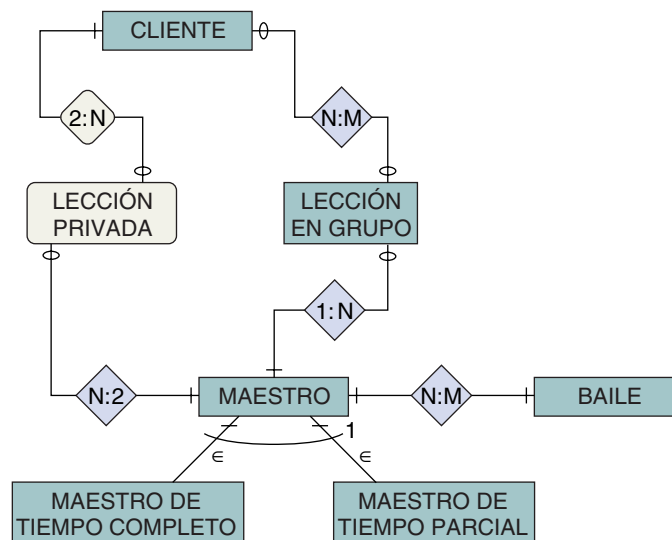 CLIENTE
2:N
N:M
LECCIÓN
PRIVADA
LECCIÓN
EN GRUPO
1:N
N:2
MAESTRO
N:M
BAILE
1
∈
∈
MAESTRO DE
TIEMPO COMPLETO
MAESTRO DE
TIEMPO PARCIAL